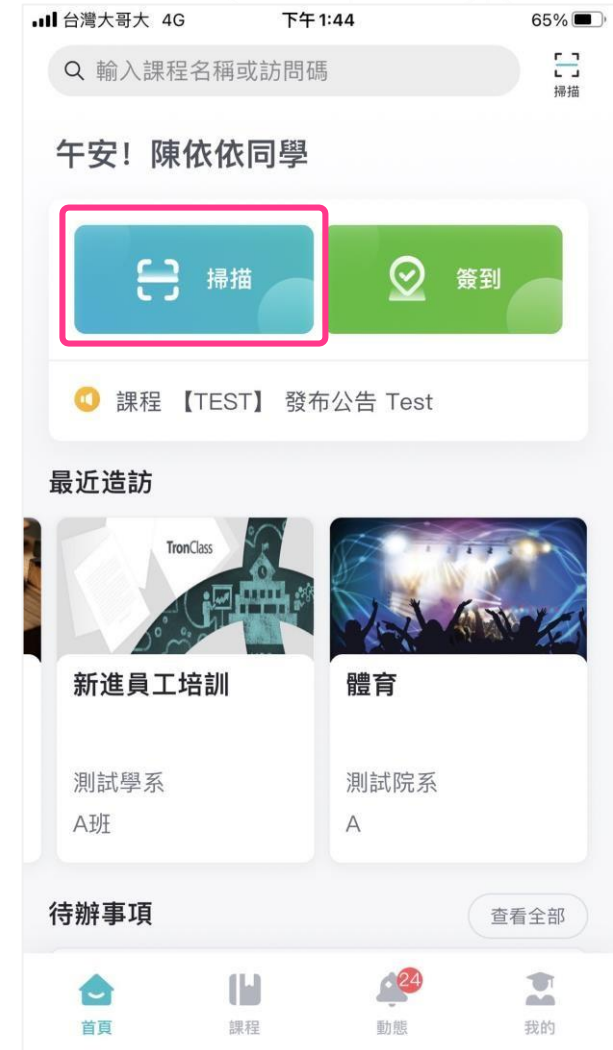 台灣大哥大 4G 下午1:44 65%
輸入課程名稱或訪問碼
掃描
午安! 陳依依同學
掃描 簽到
課程 【TEST】 發布公告 Test
最近造訪
TronClass
新進員工培訓 體育
測試學系 測試院系
A班 A
待辦事項 查看全部
24
首頁 課程 動態 我的